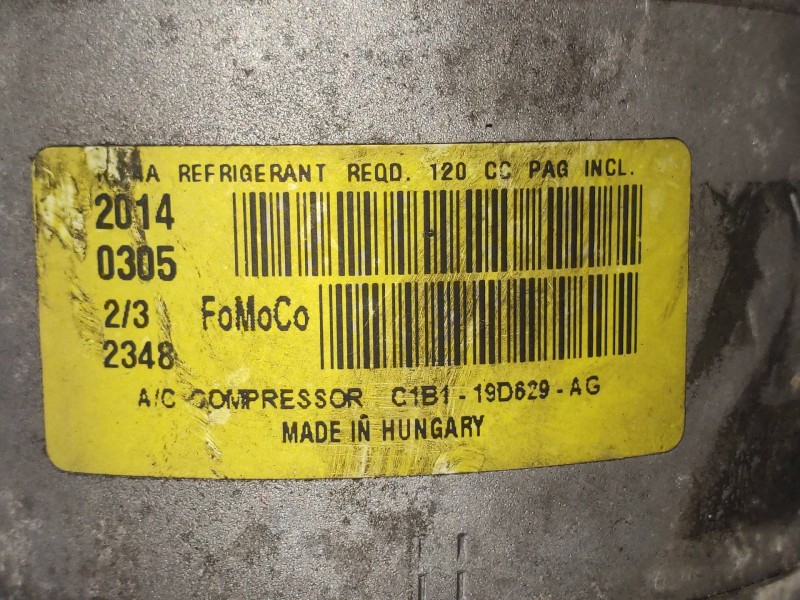 REFRIGERANT REQD. 120 CC PAG INCL.
2014
0305
2/3 FoMoCo
2348
A/C COMPRESSOR C1B1-19D629-AG
MADE IN HUNGARY